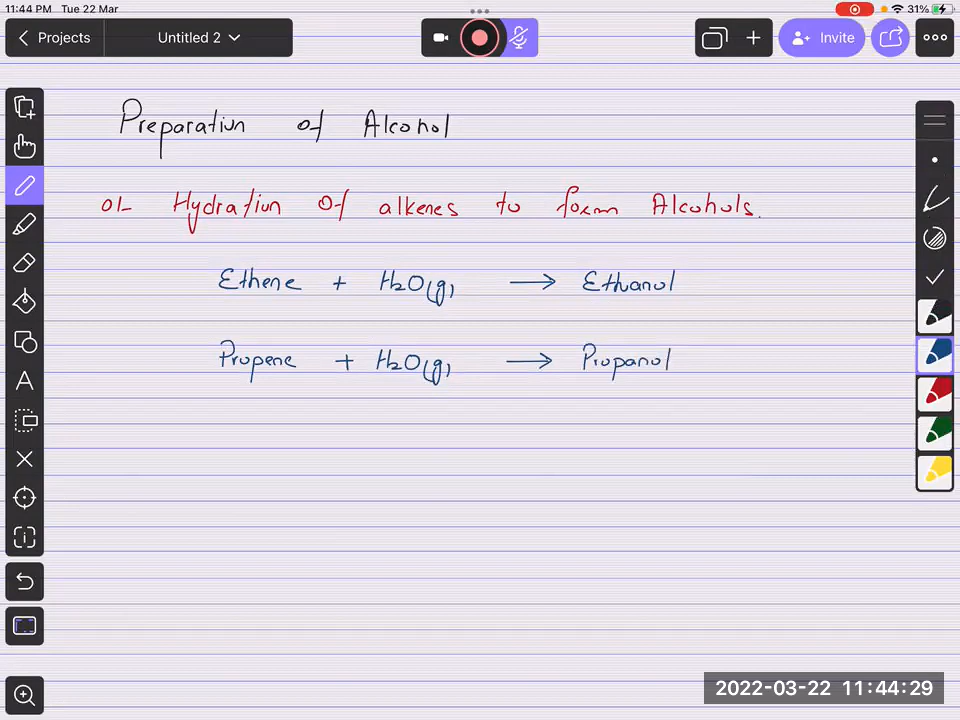 11:44 PM Tue 22 Mar 31%
Projects Untitled 2 Invite
Preparation of Alcohol
01- Hydration Of alkenes to form Alcohols.
Ethene + H₂O(g) → Ethanol
Propene + H₂O(g) → Propanol
A
2022-03-22 11:44:29